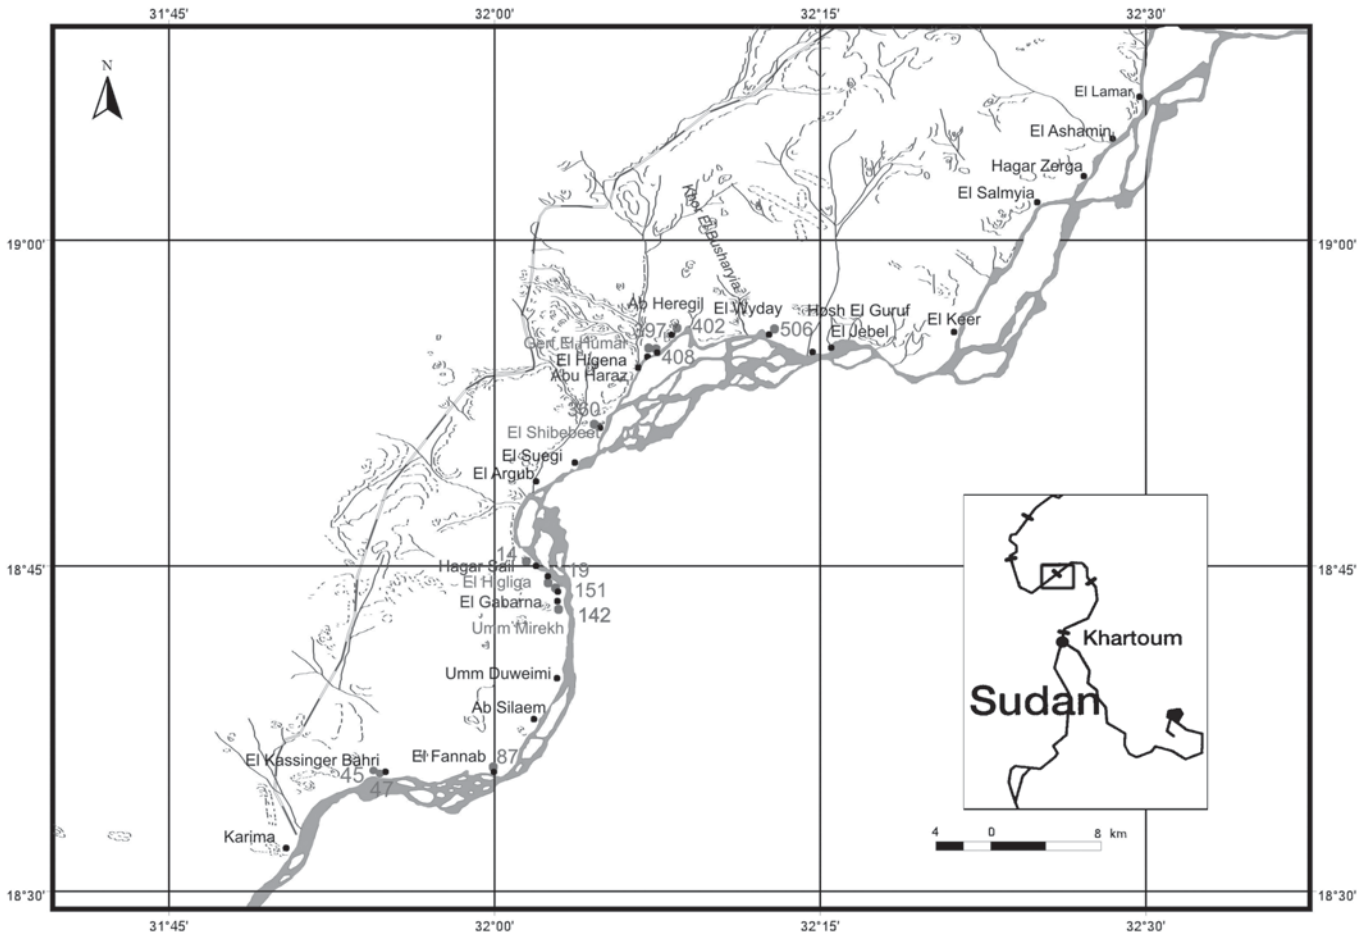 31°45'
32°00'
32°15'
32°30'
N
El Lamar
El Ashamin
Hagar Zerga
El Salmyia
Khor El Busharyia
19°00'
19°00'
Ab Heregil
El Wyday
Hosh El Guruf
397
402
506
El Keer
El Jebel
Gerf El Humar
408
El Higena
Abu Haraz
360
El Shibebeet
El Suegi
El Argub
14
18°45'
Hagar Sail
19
18°45'
El Higliga
151
El Gabarna
142
Umm Mirekh
Khartoum
Umm Duweimi
Sudan
Ab Silaem
El Fannab
87
El Kassinger Bahri
45
47
Karima
4 0 8 km
18°30'
18°30'
31°45'
32°00'
32°15'
32°30'